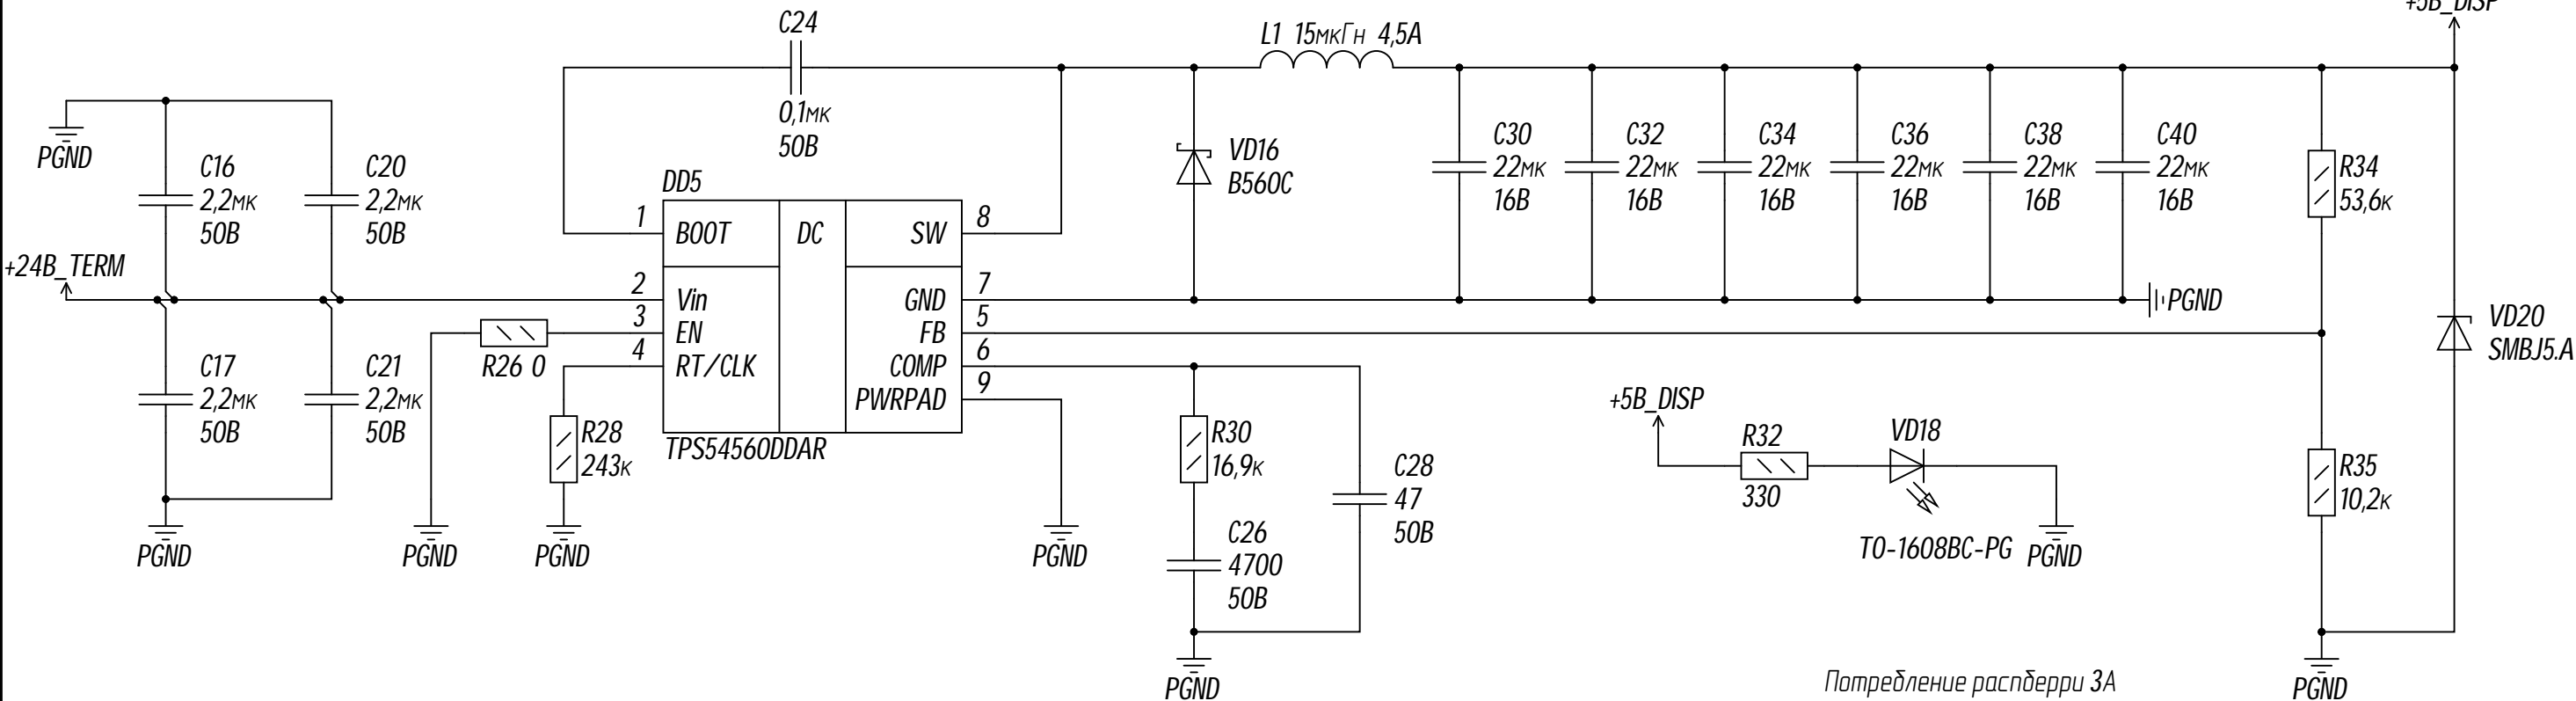 +5В_DISP
C24
0,1мк
50В
L1 15мкГн 4,5А
PGND
C16
2,2мк
50В
C20
2,2мк
50В
+24В_TERM
C17
2,2мк
50В
C21
2,2мк
50В
PGND
R26 0
PGND
R28
243к
PGND
DD5
1
BOOT
DC
SW
8
2
Vin
GND
7
3
EN
FB
5
4
RT/CLK
COMP
6
PWRPAD
9
TPS54560DDAR
PGND
VD16
B560C
C30
22мк
16В
C32
22мк
16В
C34
22мк
16В
C36
22мк
16В
C38
22мк
16В
C40
22мк
16В
PGND
R34
53,6к
VD20
SMBJ5.A
R30
16,9к
C26
4700
50В
C28
47
50В
PGND
+5В_DISP
R32
330
VD18
TO-1608BC-PG
PGND
R35
10,2к
PGND
Потребление распберри 3А